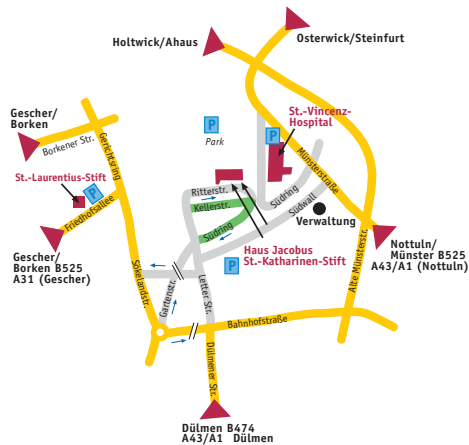 Osterwick/Steinfurt
Holtwick/Ahaus
Gescher/
Borken
Borkener Str.
Gerichtsring
P
Park
P
St.-Vincenz-
Hospital
Münsterstraße
St.-Laurentius-Stift
P
Friedhofsallee
Ritterstr.
Kellerstr.
Südring
Südring
Südwall
Verwaltung
Haus Jacobus
St.-Katharinen-Stift
P
Nottuln/
Münster B525
A43/A1 (Nottuln)
Gescher/
Borken B525
A31 (Gescher)
Sökelandstr.
Gartenstr.
Letter Str.
Alte Münsterstr.
Bahnhofstraße
Dülmener Str.
Dülmen B474
A43/A1 Dülmen